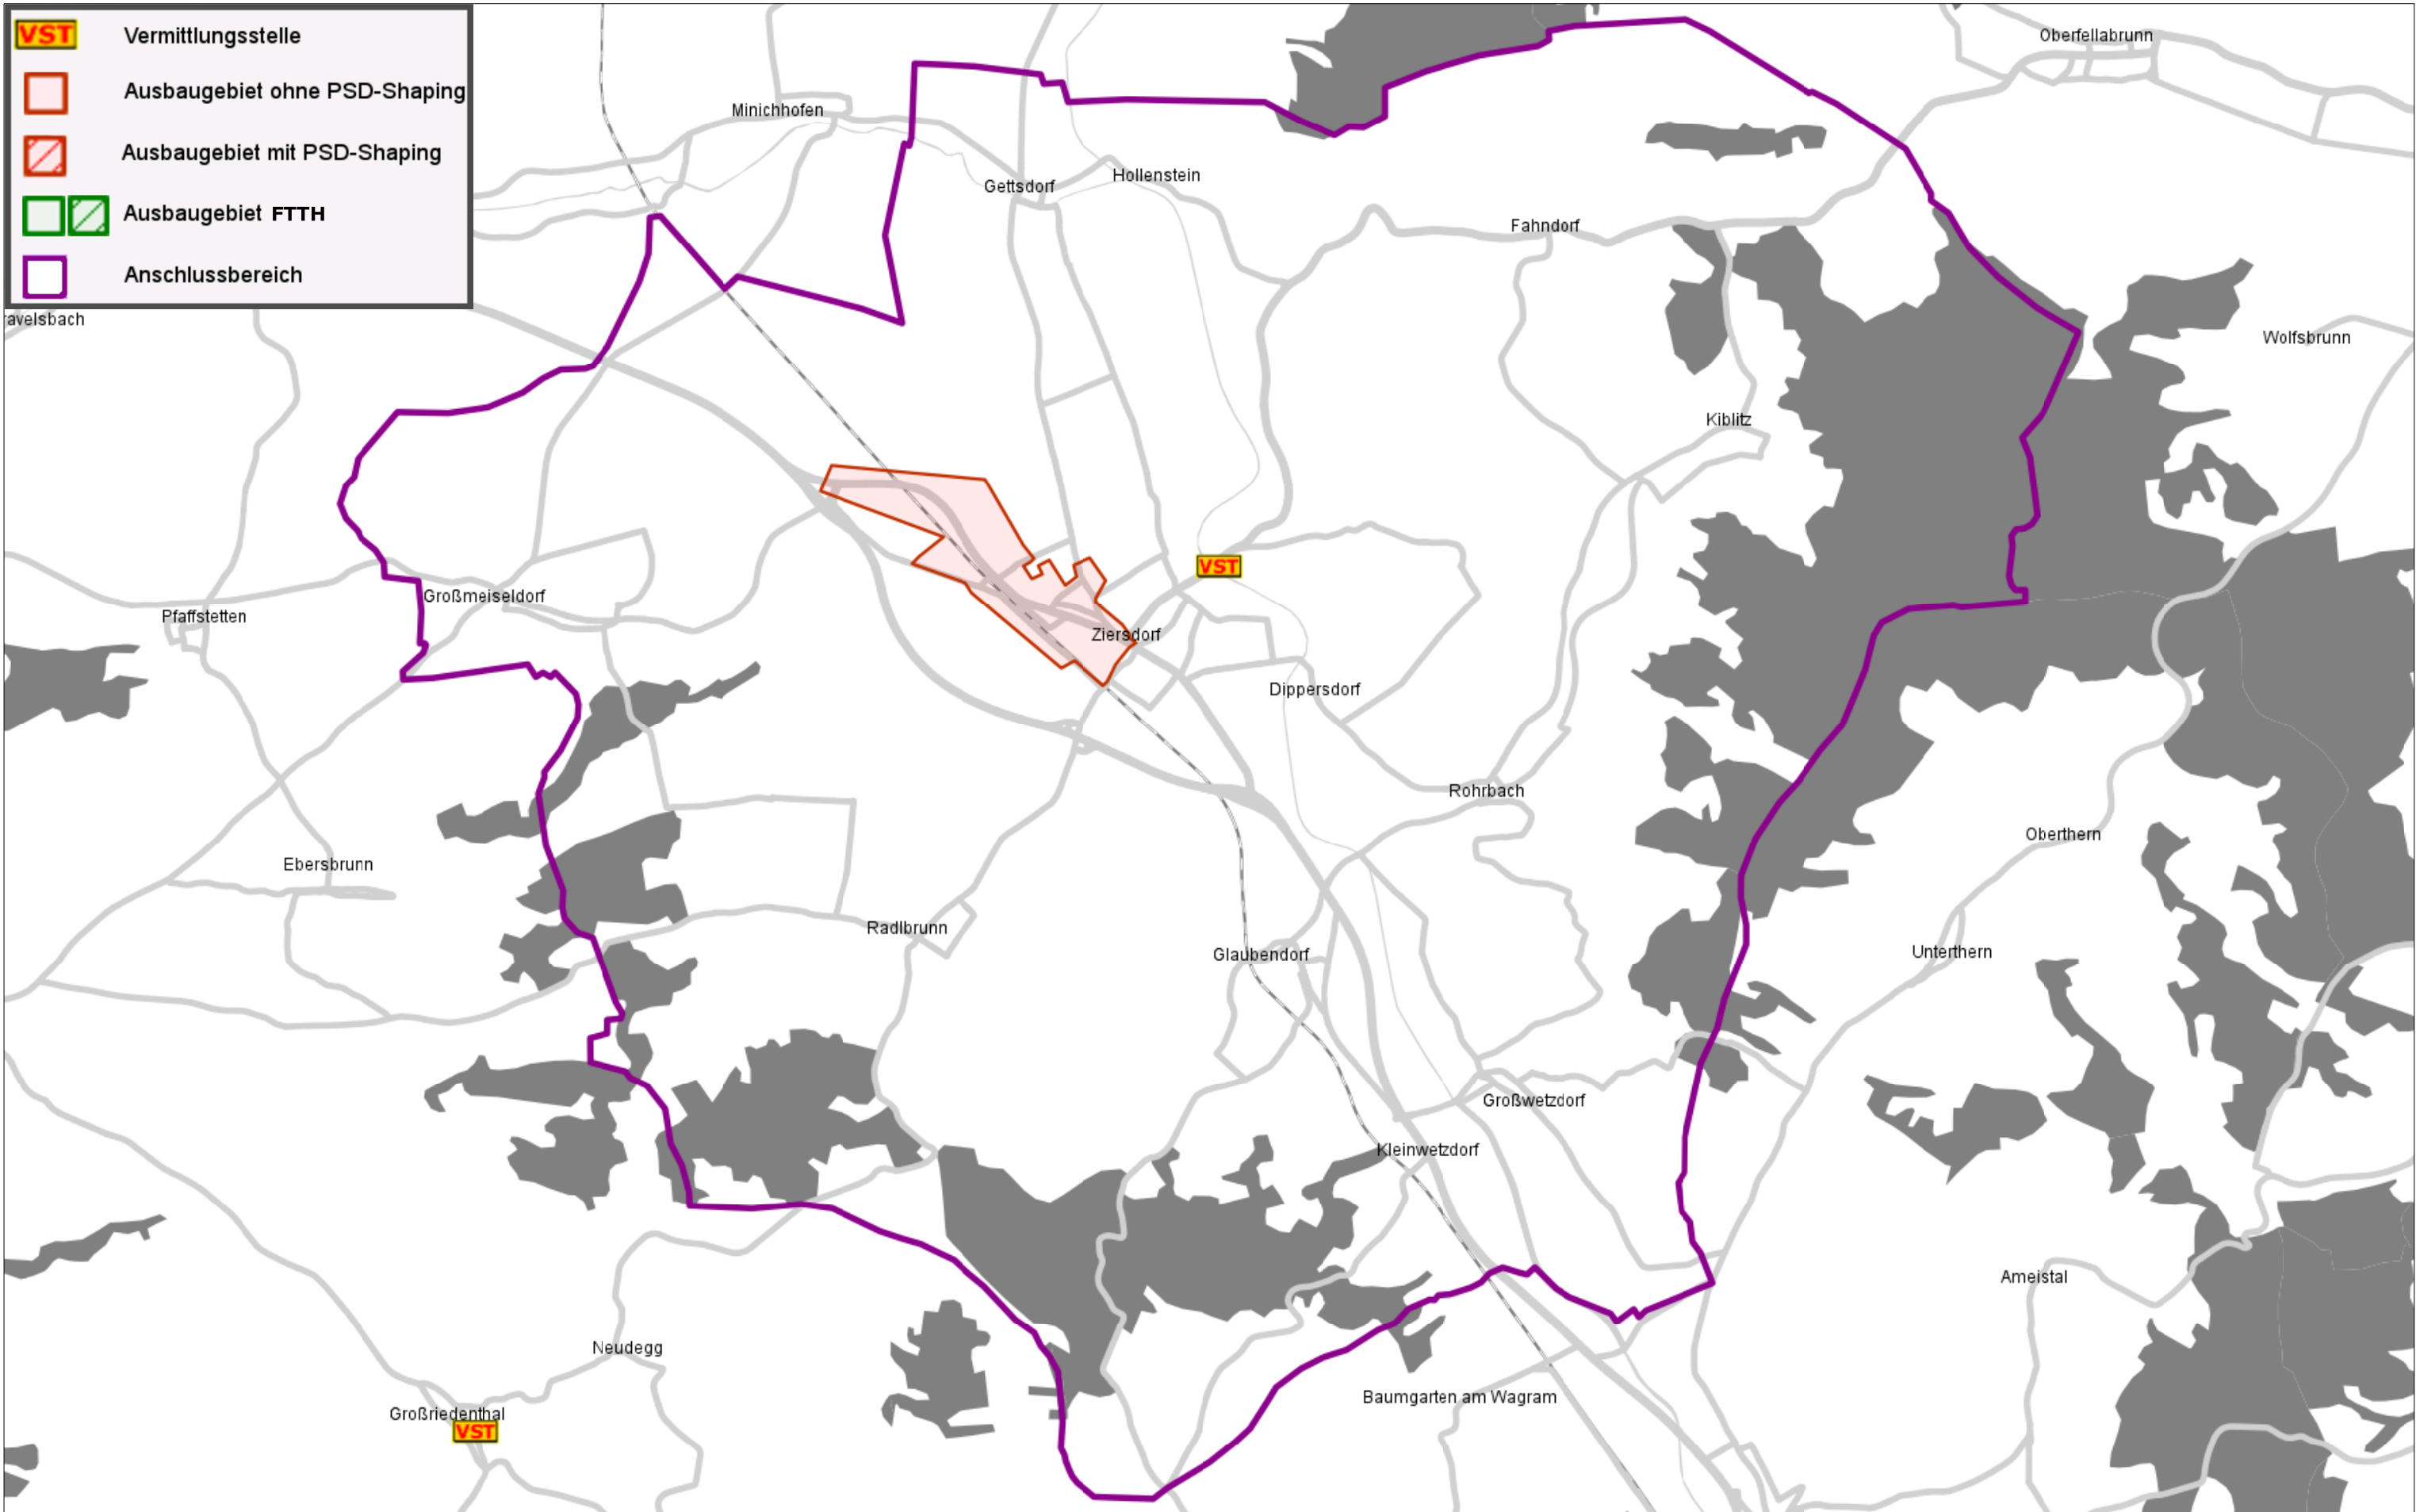 VST Vermittlungsstelle
Ausbaugebiet ohne PSD-Shaping
Ausbaugebiet mit PSD-Shaping
Ausbaugebiet FTTH
Anschlussbereich
Oberfellabrunn
Minichhofen
Hollenstein
Gettsdorf
Fahndorf
ravelsbach
Wolfsbrunn
Kiblitz
VST
Großmeiseldorf
Pfaffstetten
Ziersdorf
Dippersdorf
Rohrbach
Oberthern
Ebersbrunn
Radlbrunn
Glaubendorf
Unterthern
Großwetzdorf
Kleinwetzdorf
Ameistal
Neudegg
Baumgarten am Wagram
Großriedenthal
VST